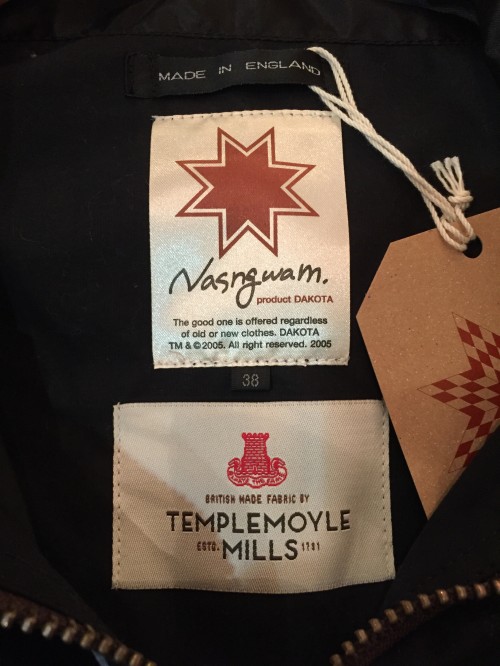 MADE IN ENGLAND
Nasngwam.
product DAKOTA
The good one is offered regardless
of old or new clothes. DAKOTA
TM & © 2005. All right reserved. 2005
38
BRITISH MADE FABRIC BY
TEMPLEMOYLE
ESTD. MILLS 1781